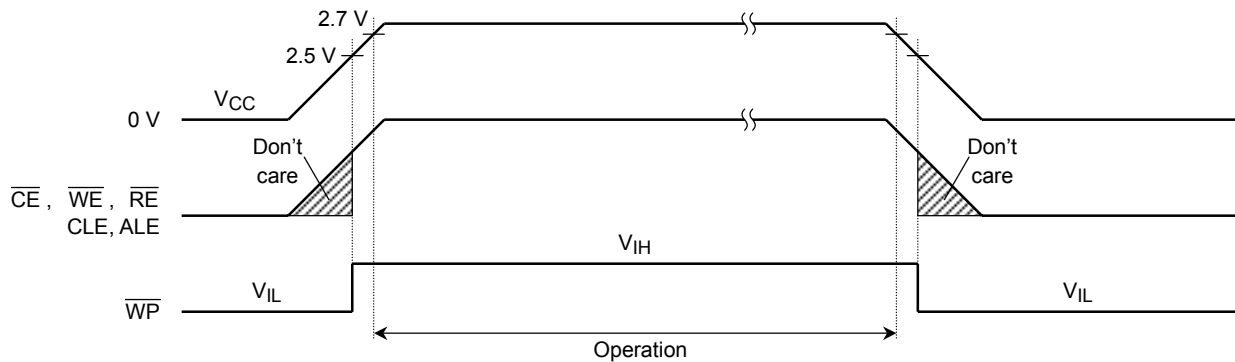 2.7 V
2.5 V
VCC
0 V
Don't
care
Don't
care
CE , WE , RE
CLE, ALE
VIH
VIL
VIL
WP
Operation